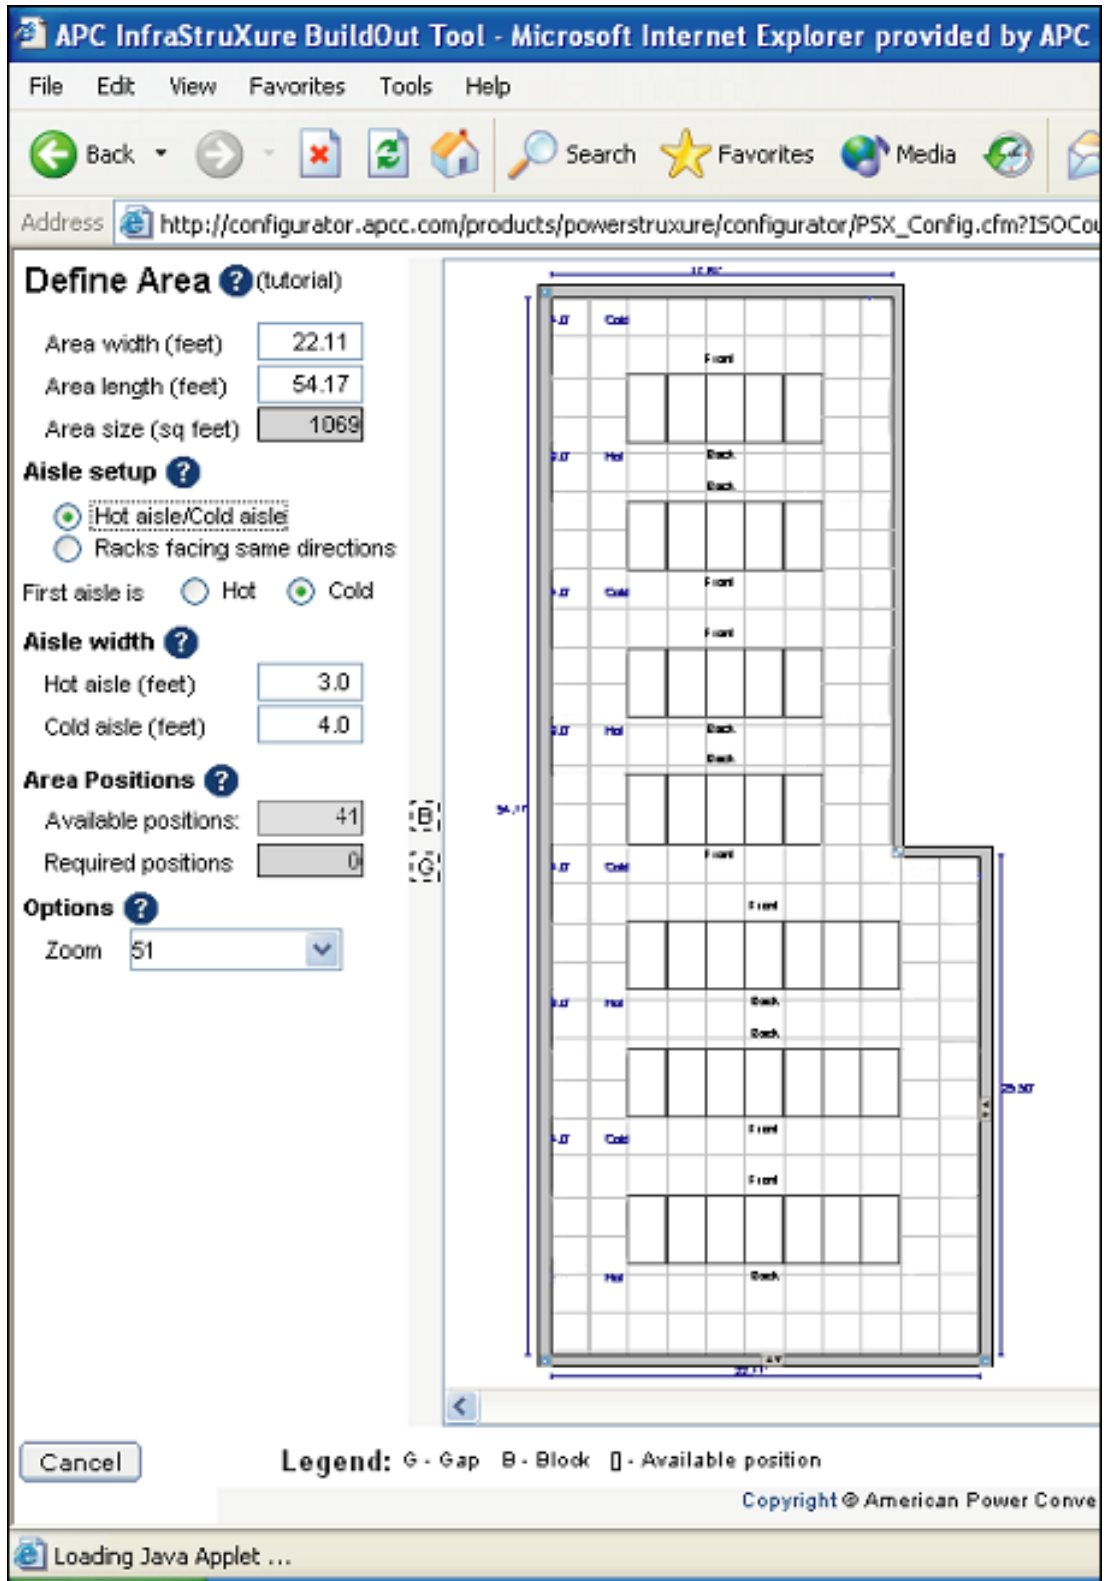 APC InfraStruXure BuildOut Tool - Microsoft Internet Explorer provided by APC
File Edit View Favorites Tools Help
Back Search Favorites Media
Address http://configurator.apcc.com/products/powerstruxure/configurator/PSX_Config.cfm?ISOCou
Define Area ? (tutorial)
Area width (feet) 22.11
Area length (feet) 54.17
Area size (sq feet) 1069
Aisle setup ?
Hot aisle/Cold aisle
Racks facing same directions
First aisle is Hot Cold
Aisle width ?
Hot aisle (feet) 3.0
Cold aisle (feet) 4.0
Area Positions ?
Available positions: 41
Required positions 0
Options ?
Zoom 51
B
G
Cold
Front
Hot Back
Back
Front
Cold
Front
Hot Back
Back
Front
Cold
Front
Hot Back
Back
25.50'
Front
Cold
Front
Hot Back
22.11'
Cancel
Legend: G - Gap B - Block [] - Available position
Copyright © American Power Conve
Loading Java Applet ...